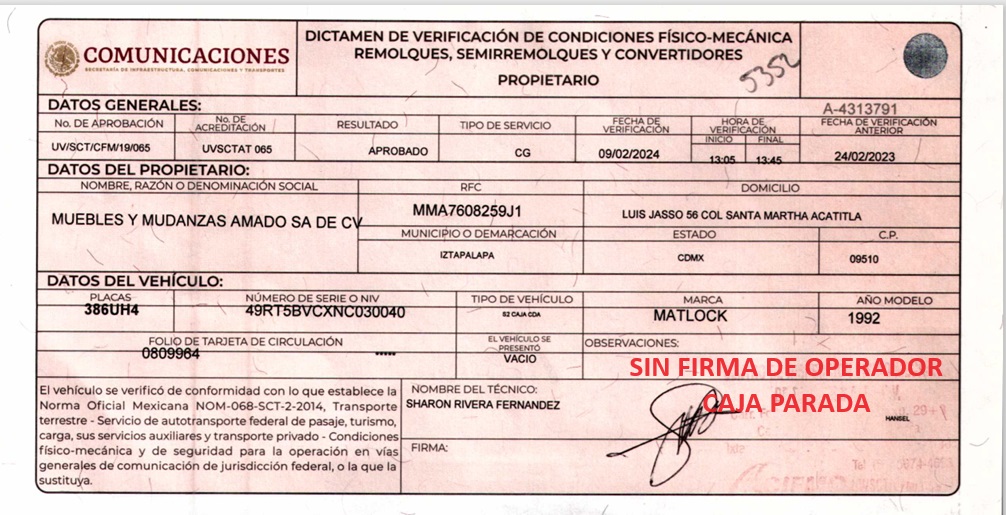 COMUNICACIONES
SECRETARÍA DE INFRAESTRUCTURA, COMUNICACIONES Y TRANSPORTES
DICTAMEN DE VERIFICACIÓN DE CONDICIONES FÍSICO-MECÁNICA
REMOLQUES, SEMIRREMOLQUES Y CONVERTIDORES
PROPIETARIO
5352
DATOS GENERALES:
A-4313791
No. DE APROBACIÓN
No. DE ACREDITACIÓN
RESULTADO
TIPO DE SERVICIO
FECHA DE VERIFICACIÓN
HORA DE VERIFICACIÓN
INICIO FINAL
FECHA DE VERIFICACIÓN ANTERIOR
UV/SCT/CFM/19/065
UVSCTAT 065
APROBADO
CG
09/02/2024
13:05 13:45
24/02/2023
DATOS DEL PROPIETARIO:
NOMBRE, RAZÓN O DENOMINACIÓN SOCIAL
RFC
DOMICILIO
MUEBLES Y MUDANZAS AMADO SA DE CV
MMA7608259J1
LUIS JASSO 56 COL SANTA MARTHA ACATITLA
MUNICIPIO O DEMARCACIÓN
ESTADO
C.P.
IZTAPALAPA
CDMX
09510
DATOS DEL VEHÍCULO:
PLACAS
NÚMERO DE SERIE O NIV
TIPO DE VEHÍCULO
MARCA
AÑO MODELO
386UH4
49RT5BVCXNC030040
S2 CAJA CDA
MATLOCK
1992
FOLIO DE TARJETA DE CIRCULACIÓN
EL VEHÍCULO SE PRESENTÓ
OBSERVACIONES:
0809964
*****
VACIO
SIN FIRMA DE OPERADOR
CAJA PARADA
El vehículo se verificó de conformidad con lo que establece la
Norma Oficial Mexicana NOM-068-SCT-2-2014, Transporte
terrestre - Servicio de autotransporte federal de pasaje, turismo,
carga, sus servicios auxiliares y transporte privado - Condiciones
físico-mecánica y de seguridad para la operación en vías
generales de comunicación de jurisdicción federal, o la que la
sustituya.
NOMBRE DEL TÉCNICO:
SHARON RIVERA FERNANDEZ
HANSEL
FIRMA: